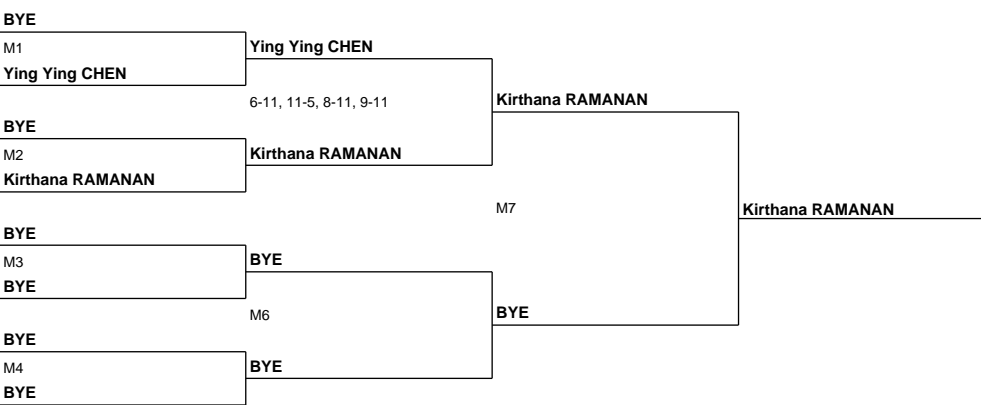 BYE
M1
Ying Ying CHEN
BYE
M2
Kirthana RAMANAN
BYE
M3
BYE
BYE
M4
BYE
Ying Ying CHEN
6-11, 11-5, 8-11, 9-11
Kirthana RAMANAN
BYE
M6
BYE
Kirthana RAMANAN
M7
BYE
Kirthana RAMANAN